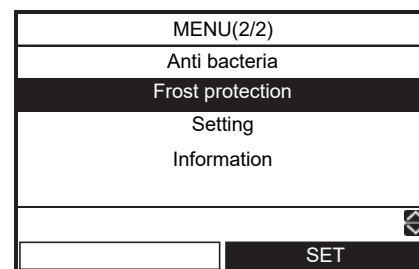 MENU(2/2)
Anti bacteria
Frost protection
Setting
Information
SET